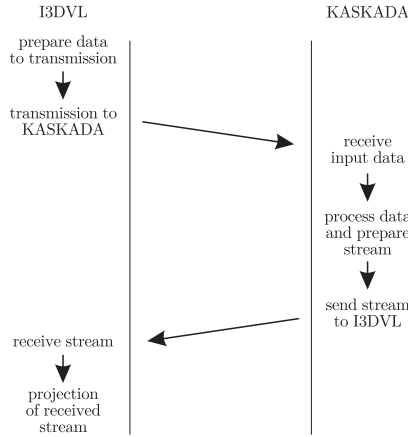 I3DVL
KASKADA
prepare data
to transmission
transmission to
KASKADA
receive
input data
process data
and prepare
stream
send stream
to I3DVL
receive stream
projection
of received
stream